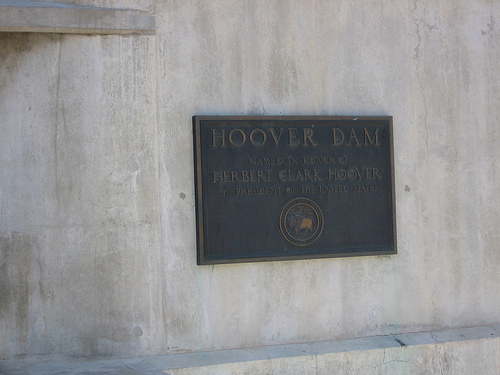 HOOVER DAM
NAMED IN HONOR OF
HERBERT CLARK HOOVER
PRESIDENT OF THE UNITED STATES